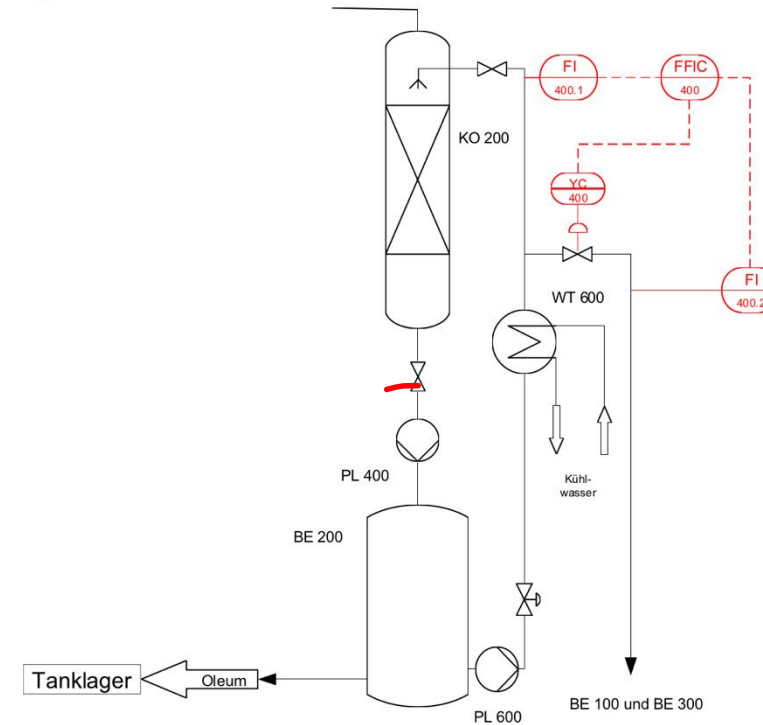 FI
400.1
FFIC
400
KO 200
YC
400
FI
400.2
WT 600
Kühl-
wasser
PL 400
BE 200
Tanklager
Oleum
PL 600
BE 100 und BE 300